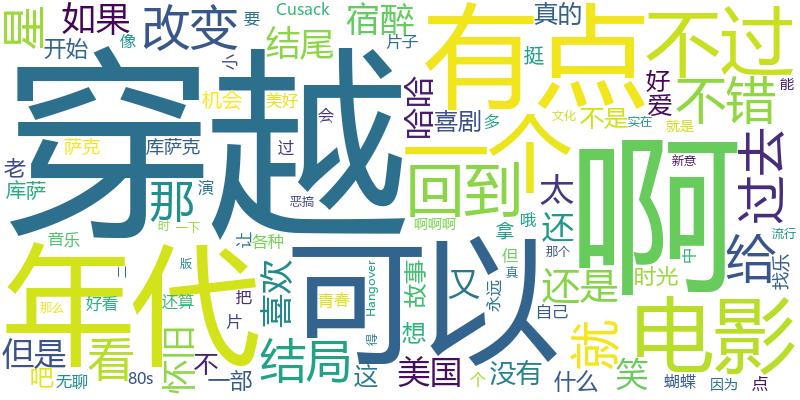 星
如果
改变
要
Cusack
宿醉
真的
有点
不过
开始
像
小
结尾
片子
挺
穿越
机会
美好
哈哈
喜剧
多
好
爱
不错
能
萨克
库萨克
会
过
一个
不是
实在
文化
就是
啊
过去
老
库萨
那
演
恶搞
回到
太
新意
时
一下
啊啊啊
拿
哦
还
给
中
流行
找乐
音乐
让
各种
但
真
那个
年代
可以
二
版
喜欢
Hangover
故事
又
永远
还是
时光
电影
那么
好看
还算
把
片
青春
得
想
自己
就
但是
吧
看
怀旧
不
结局
美国
没有
笑
无聊
80s
一部
这
个
什么
蝴蝶
因为
点